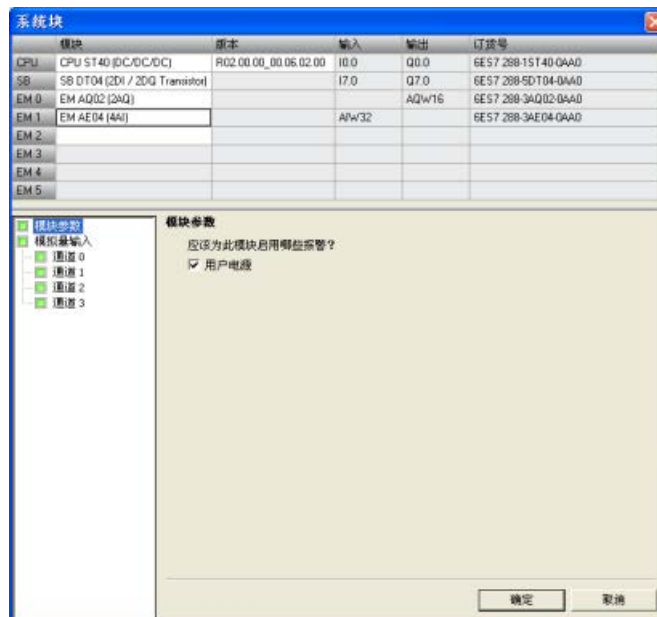 系统块
模块 版本 输入 输出 订货号
CPU CPU ST40 (DC/DC/DC) R02.00.00_00.06.02.00 I0.0 Q0.0 6ES7 288-1ST40-0AA0
SB SB DT04 (2DI / 2DQ Transistor) I7.0 Q7.0 6ES7 288-5DT04-0AA0
EM 0 EM AQ02 (2AQ) AQW16 6ES7 288-3AQ02-0AA0
EM 1 EM AE04 (4AI) AIW32 6ES7 288-3AE04-0AA0
EM 2
EM 3
EM 4
EM 5
模块参数
模拟量输入
通道 0
通道 1
通道 2
通道 3
模块参数
应该为此模块启用哪些报警?
用户电源
确定 取消